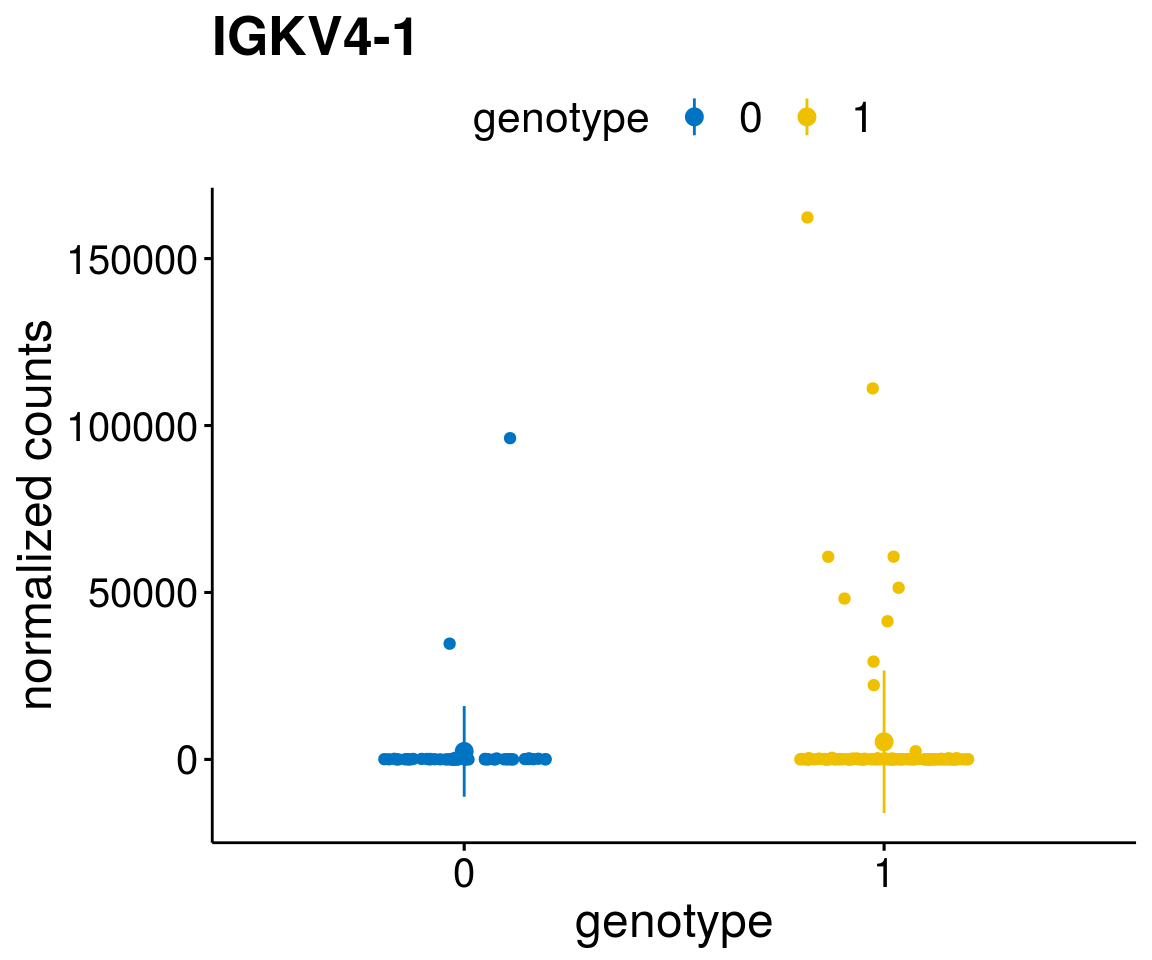 IGKV4-1
genotype 0 1
150000
100000
50000
0
normalized counts
0 1
genotype